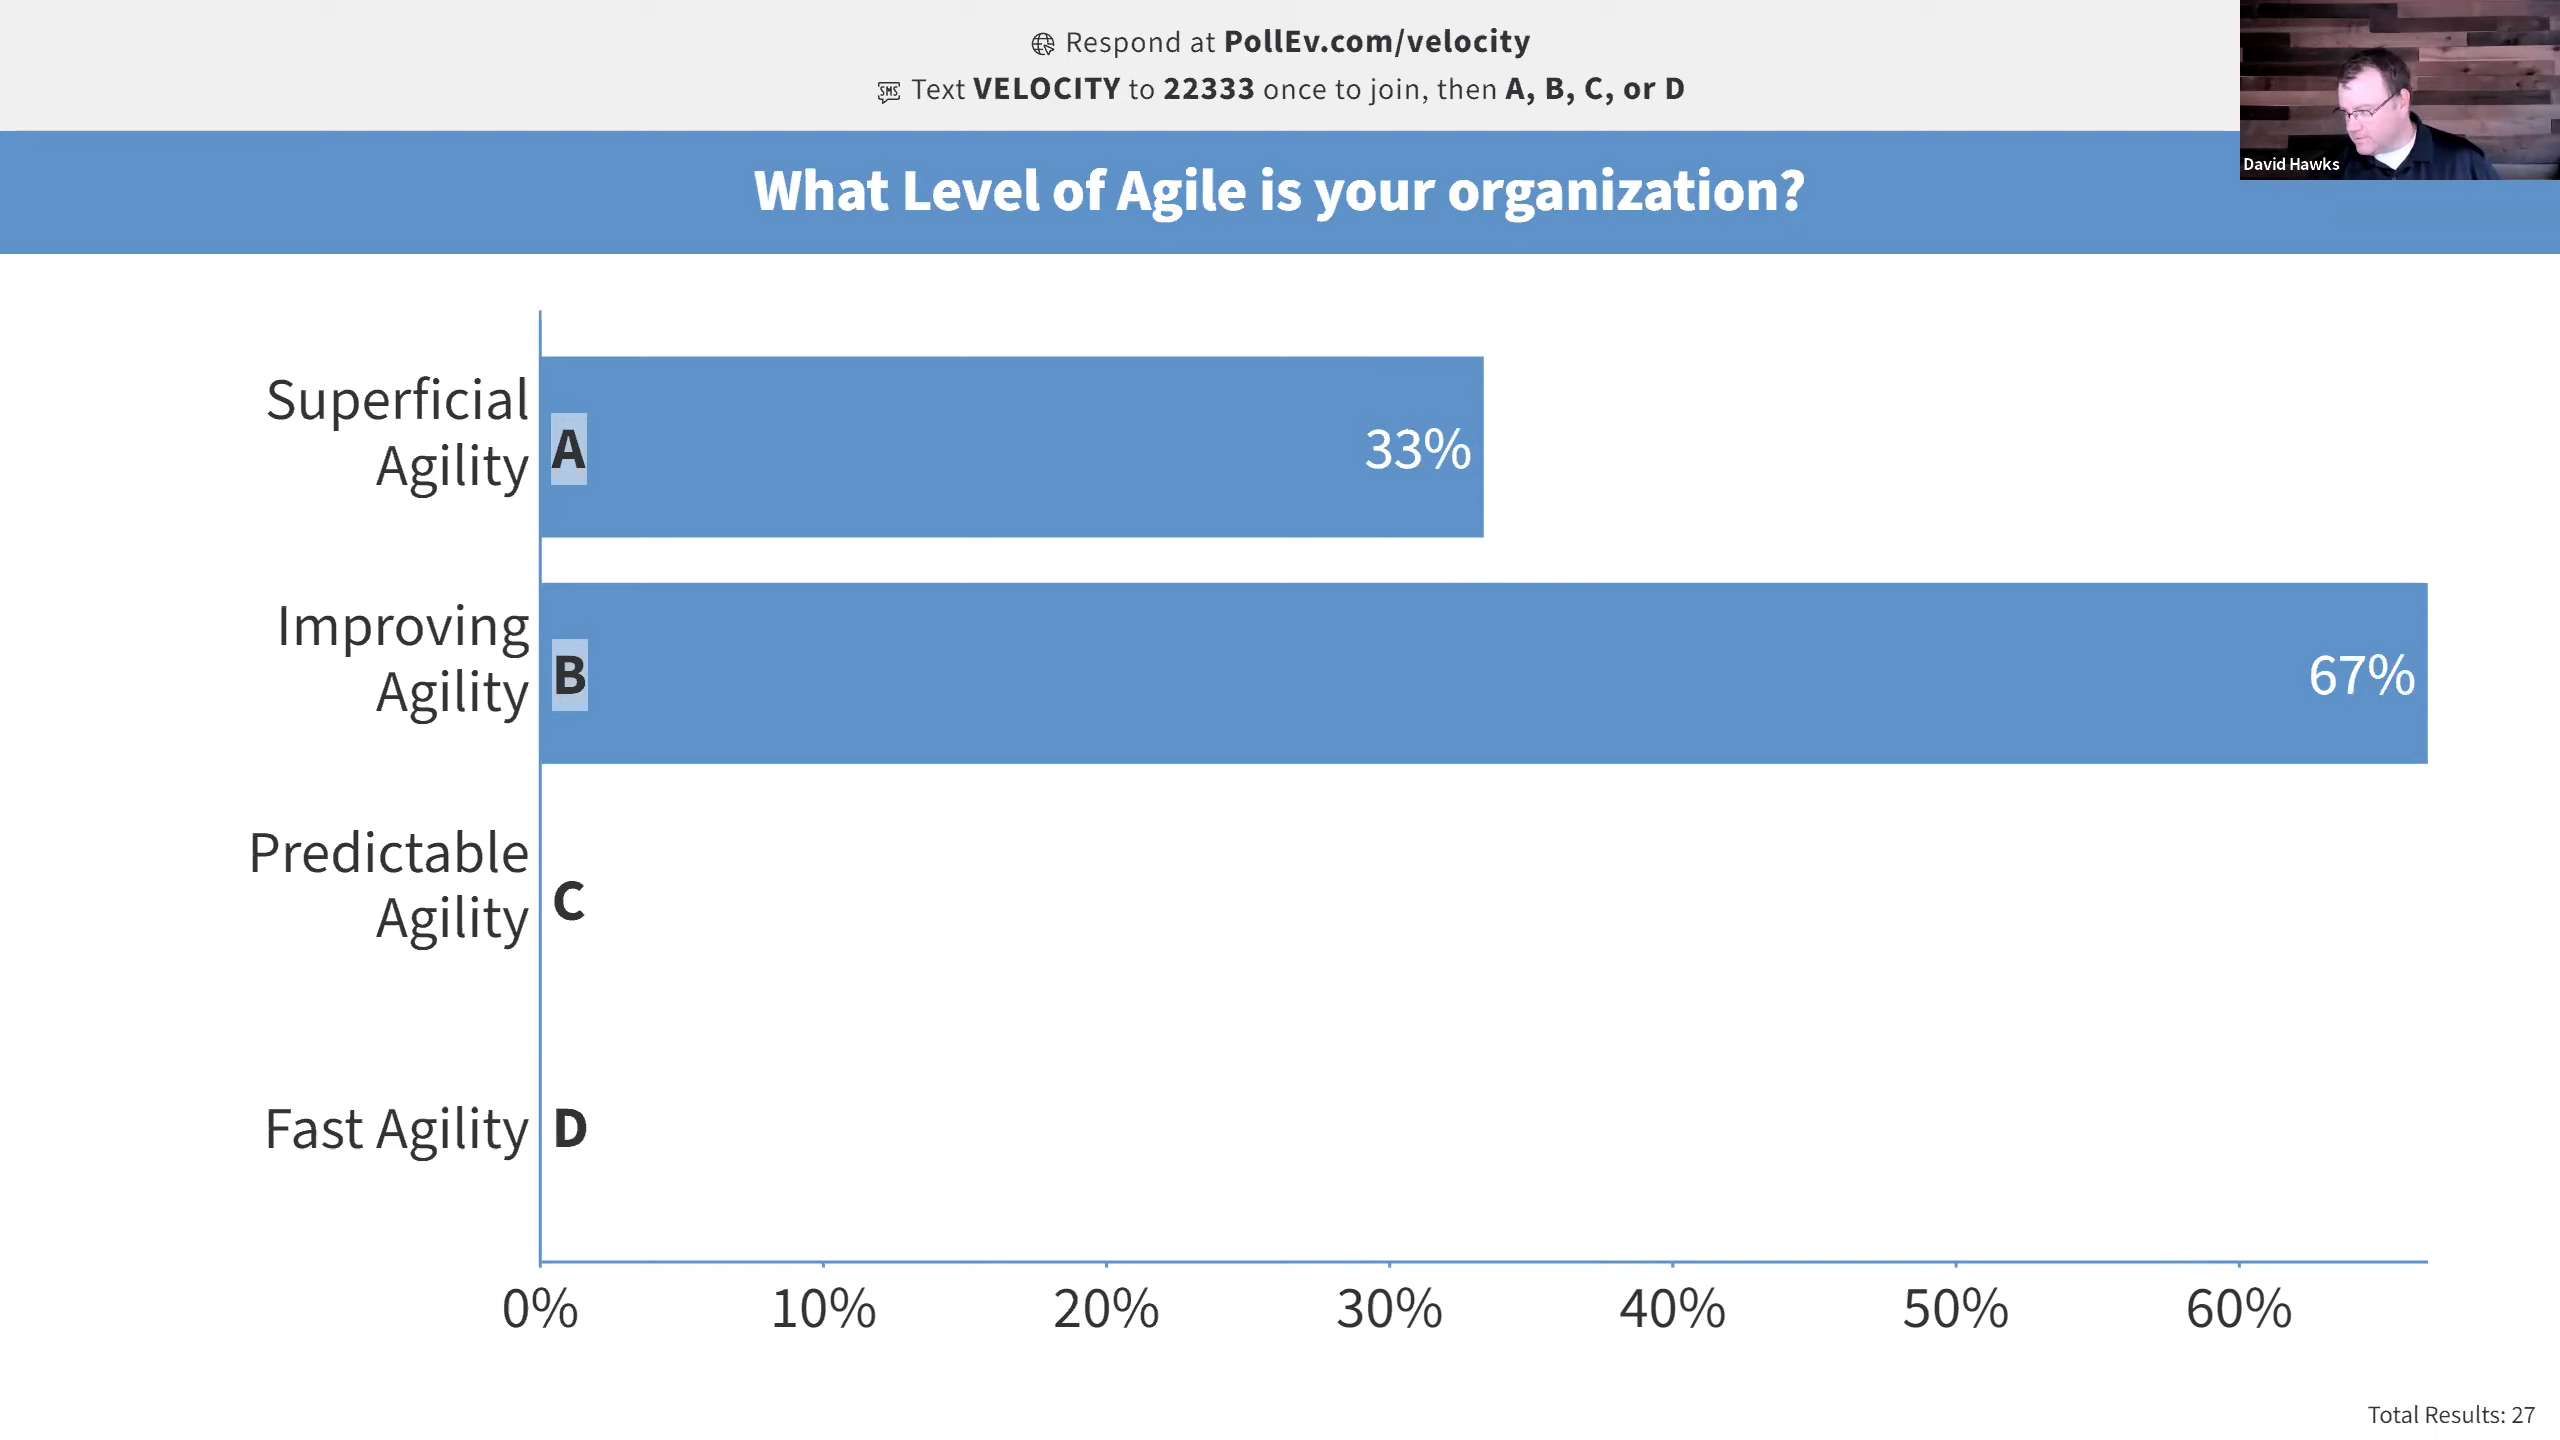 Respond at PollEv.com/velocity
Text VELOCITY to 22333 once to join, then A, B, C, or D
David Hawks
What Level of Agile is your organization?
Superficial
Agility
A
33%
Improving
Agility
B
67%
Predictable
Agility
C
Fast Agility
D
0%
10%
20%
30%
40%
50%
60%
Total Results: 27